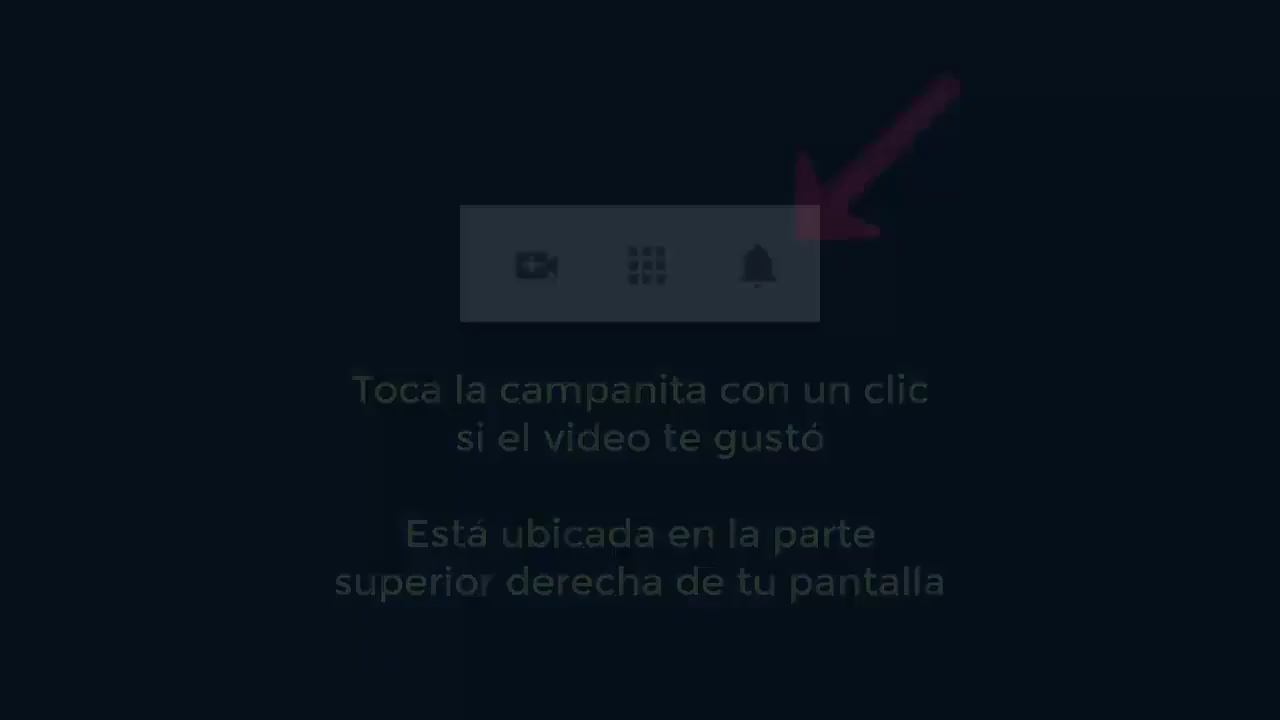 Toca la campanita con un clic
si el video te gustó
Está ubicada en la parte
superior derecha de tu pantalla